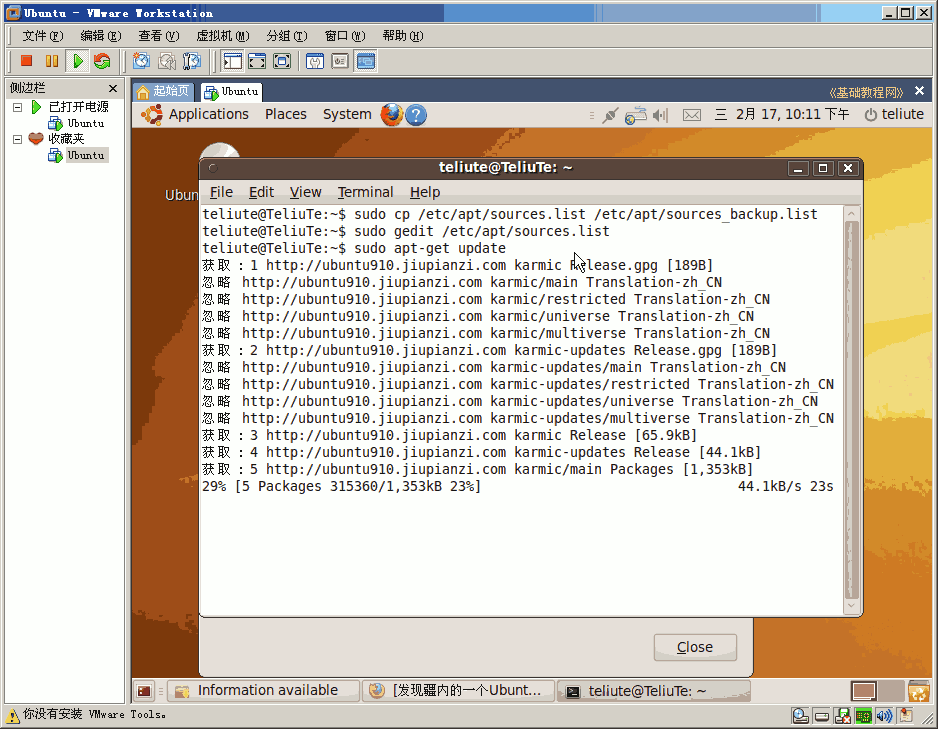 Ubuntu - VMware Workstation
文件(F) 编辑(E) 查看(V) 虚拟机(M) 分组(T) 窗口(W) 帮助(H)
侧边栏
已打开电源
Ubuntu
收藏夹
Ubuntu
起始页 Ubuntu 《基础教程网》
Applications Places System 三 2月 17, 10:11 下午 teliute
Ubun
teliute@TeliuTe: ~
File Edit View Terminal Help
teliute@TeliuTe:~$ sudo cp /etc/apt/sources.list /etc/apt/sources_backup.list
teliute@TeliuTe:~$ sudo gedit /etc/apt/sources.list
teliute@TeliuTe:~$ sudo apt-get update
获取：1 http://ubuntu910.jiupianzi.com karmic Release.gpg [189B]
忽略 http://ubuntu910.jiupianzi.com karmic/main Translation-zh_CN
忽略 http://ubuntu910.jiupianzi.com karmic/restricted Translation-zh_CN
忽略 http://ubuntu910.jiupianzi.com karmic/universe Translation-zh_CN
忽略 http://ubuntu910.jiupianzi.com karmic/multiverse Translation-zh_CN
获取：2 http://ubuntu910.jiupianzi.com karmic-updates Release.gpg [189B]
忽略 http://ubuntu910.jiupianzi.com karmic-updates/main Translation-zh_CN
忽略 http://ubuntu910.jiupianzi.com karmic-updates/restricted Translation-zh_CN
忽略 http://ubuntu910.jiupianzi.com karmic-updates/universe Translation-zh_CN
忽略 http://ubuntu910.jiupianzi.com karmic-updates/multiverse Translation-zh_CN
获取：3 http://ubuntu910.jiupianzi.com karmic Release [65.9kB]
获取：4 http://ubuntu910.jiupianzi.com karmic-updates Release [44.1kB]
获取：5 http://ubuntu910.jiupianzi.com karmic/main Packages [1,353kB]
29% [5 Packages 315360/1,353kB 23%] 44.1kB/s 23s
Close
Information available [发现疆内的一个Ubunt... teliute@TeliuTe: ~
你没有安装 VMware Tools。